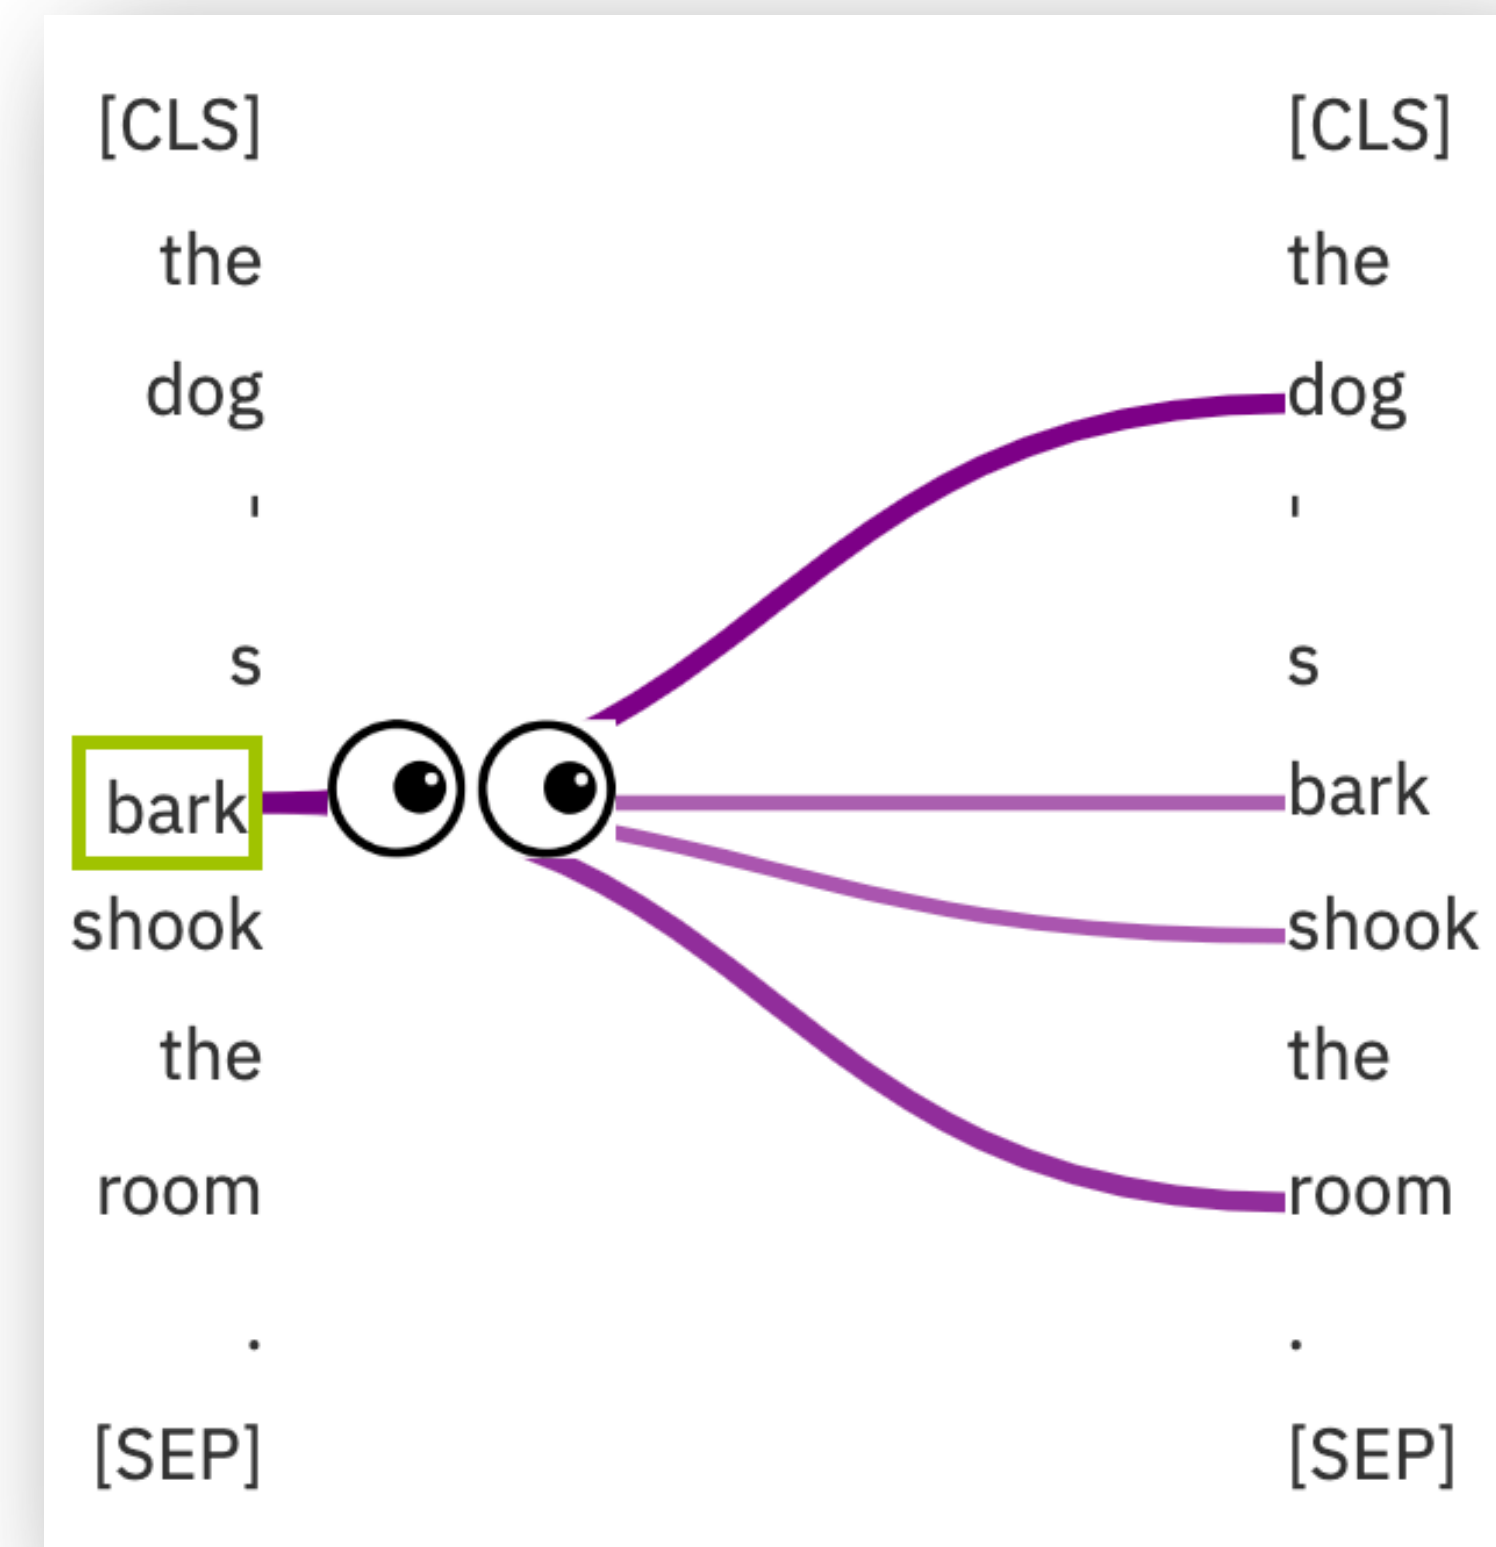 [CLS] [CLS]
the the
dog dog
' '
s s
bark bark
shook shook
the the
room room
. .
[SEP] [SEP]